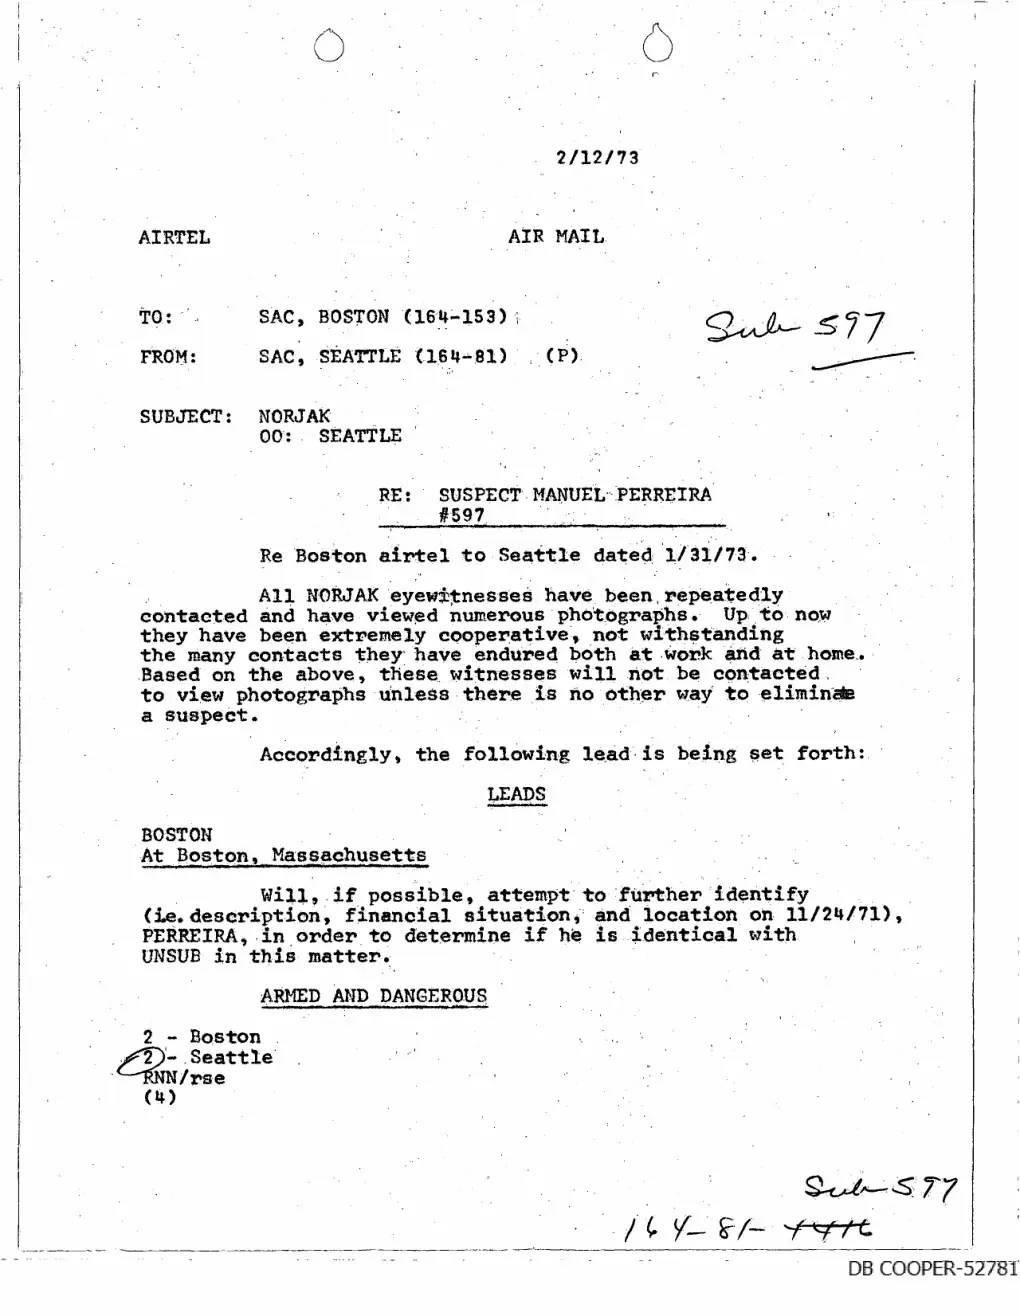 2/12/73
AIRTEL AIR MAIL
TO: SAC, BOSTON (164-153)
Sub 597
FROM: SAC, SEATTLE (164-81) (P)
SUBJECT: NORJAK
OO: SEATTLE
RE: SUSPECT MANUEL PERREIRA
#597
Re Boston airtel to Seattle dated 1/31/73.
All NORJAK eyewitnesses have been repeatedly
contacted and have viewed numerous photographs. Up to now
they have been extremely cooperative, not withstanding
the many contacts they have endured both at work and at home.
Based on the above, these witnesses will not be contacted
to view photographs unless there is no other way to eliminate
a suspect.
Accordingly, the following lead is being set forth:
LEADS
BOSTON
At Boston, Massachusetts
Will, if possible, attempt to further identify
(ie. description, financial situation, and location on 11/24/71),
PERREIRA, in order to determine if he is identical with
UNSUB in this matter.
ARMED AND DANGEROUS
2 - Boston
2 - Seattle
RNN/rse
(4)
Sub 597
164-81-
DB COOPER-52781